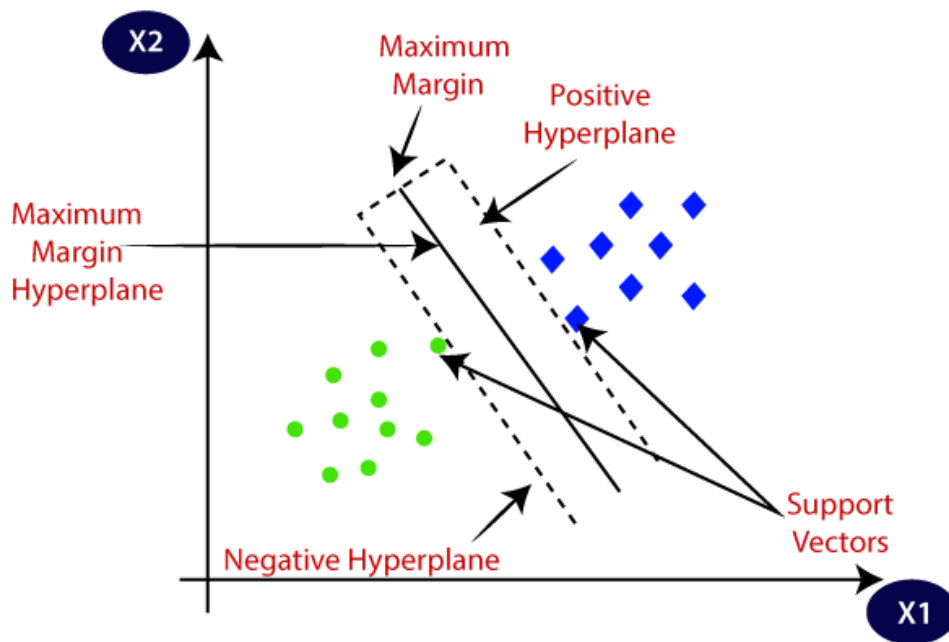 X2
Maximum
Margin
Positive
Hyperplane
Maximum
Margin
Hyperplane
Support
Vectors
Negative Hyperplane
X1